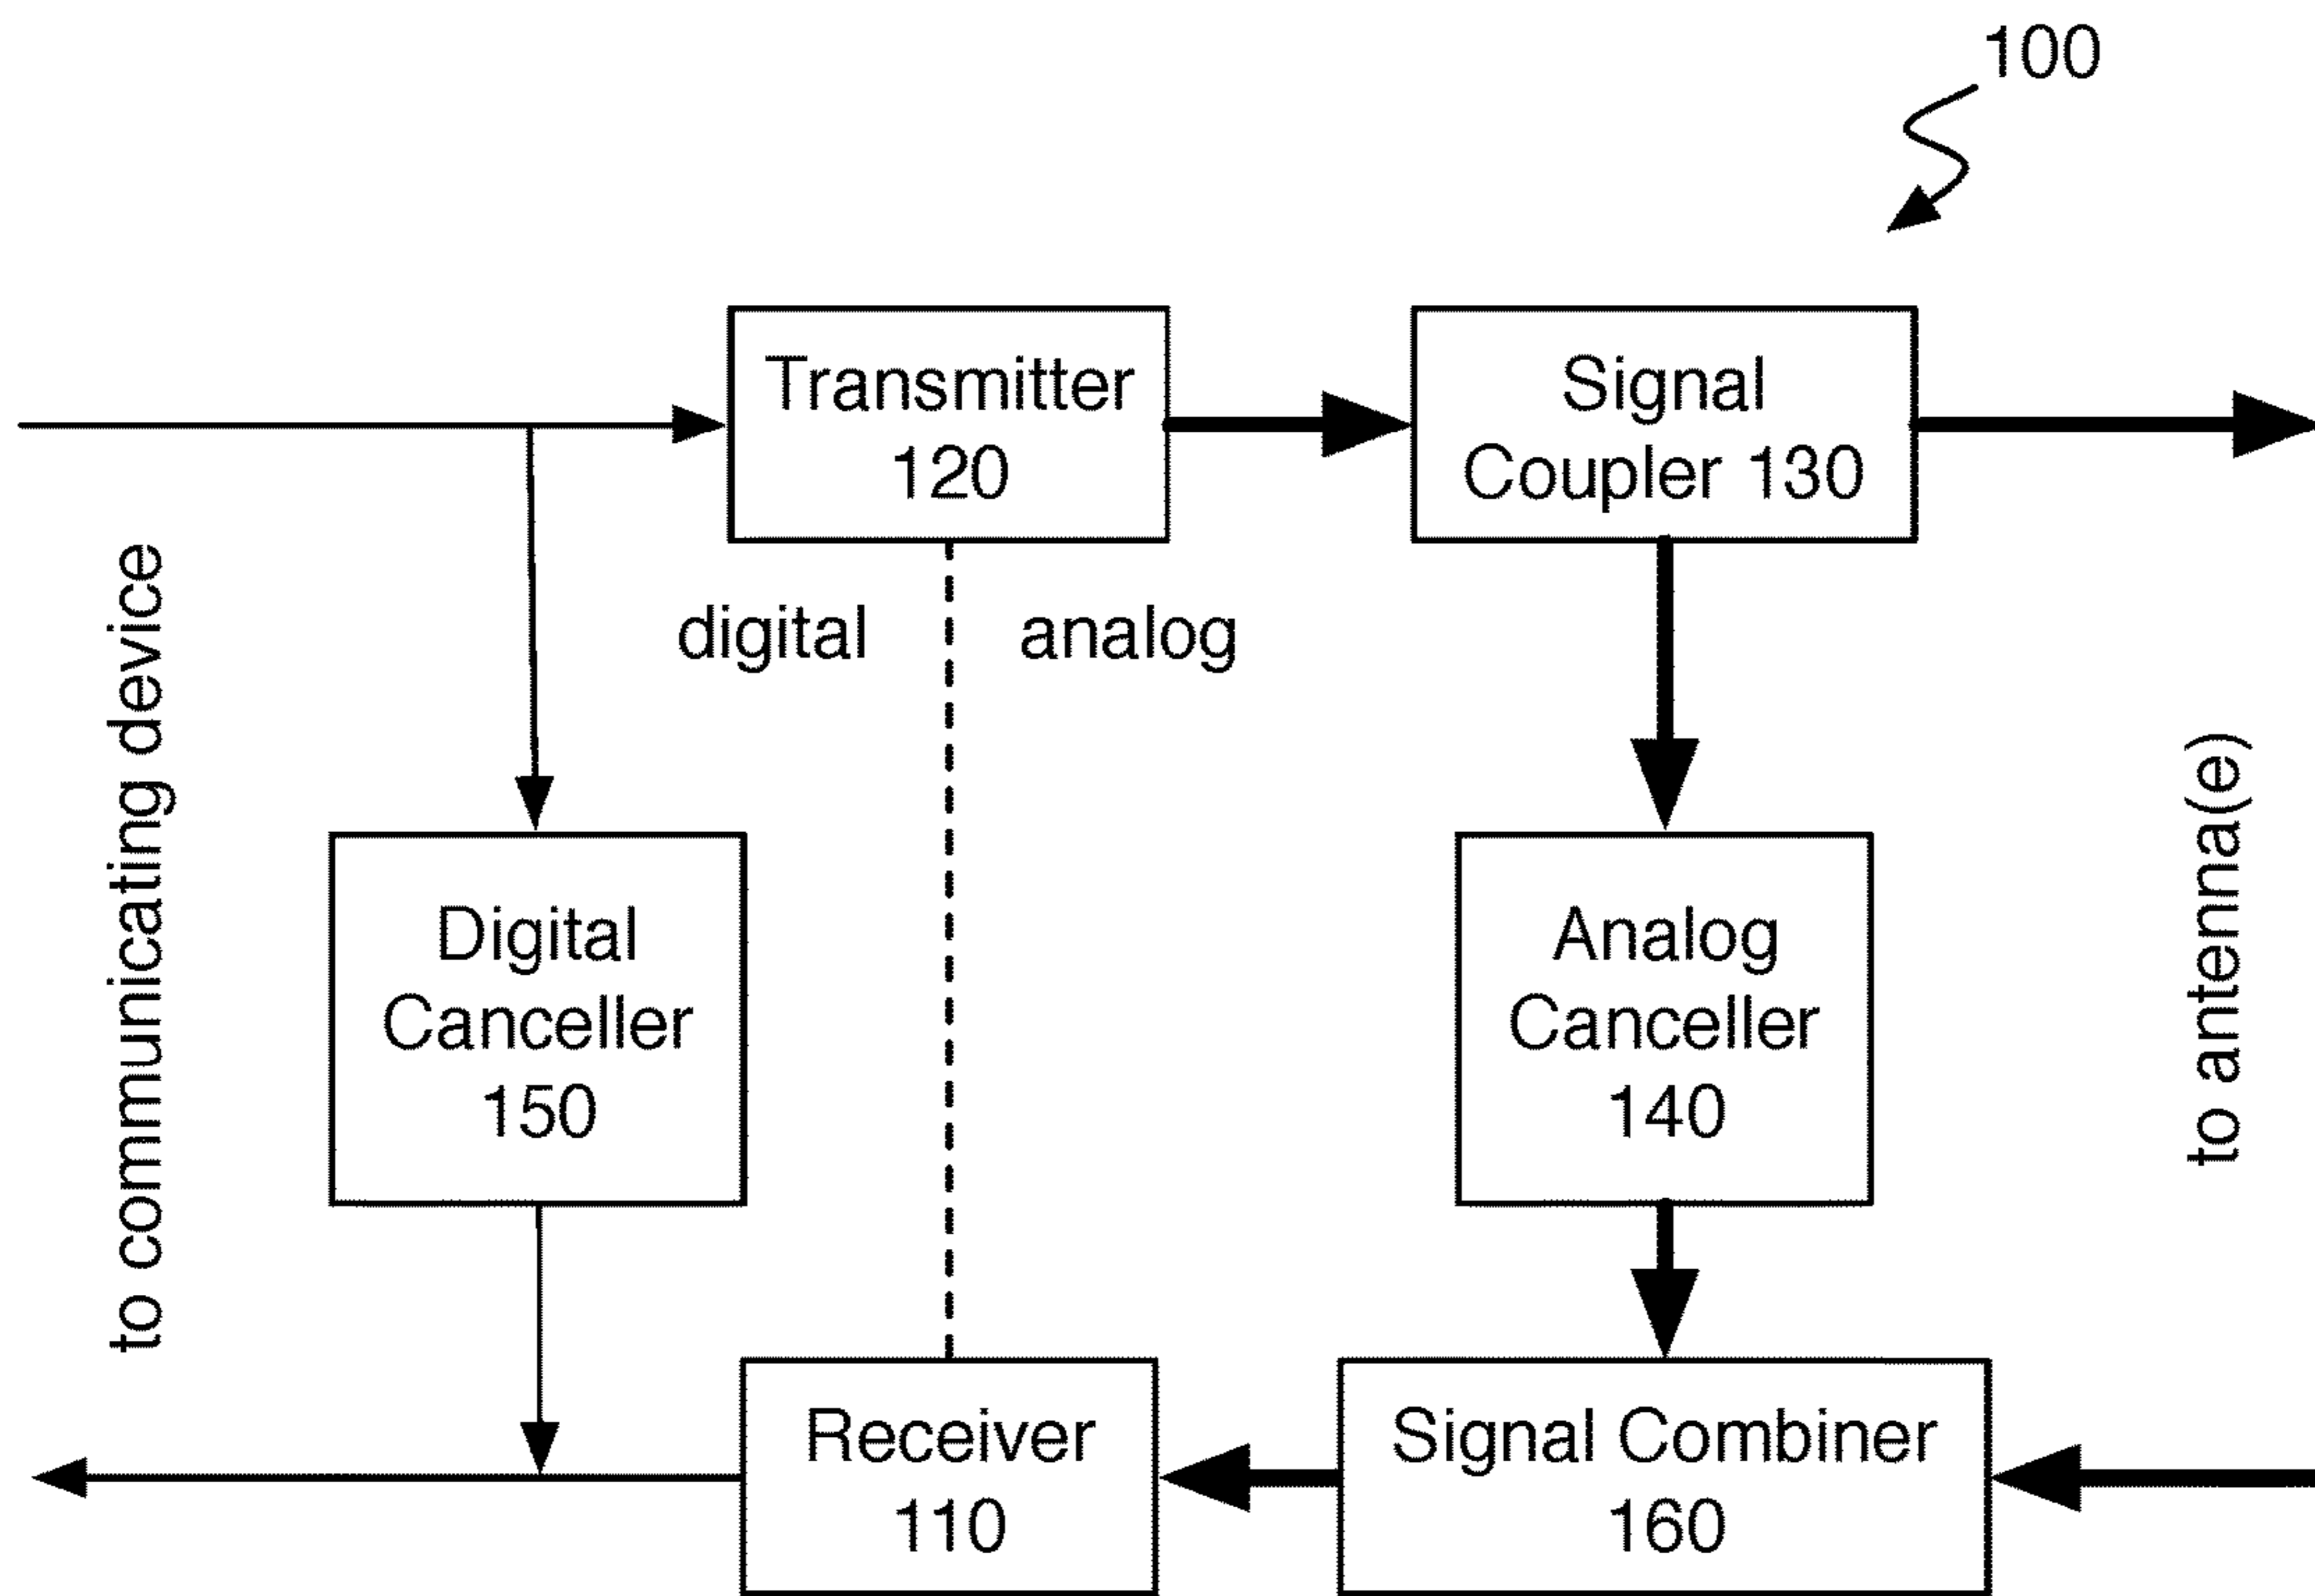 100
Transmitter
120
Signal
Coupler 130
digital
analog
to communicating device
Digital
Canceller
150
Analog
Canceller
140
to antenna(e)
Receiver
110
Signal Combiner
160